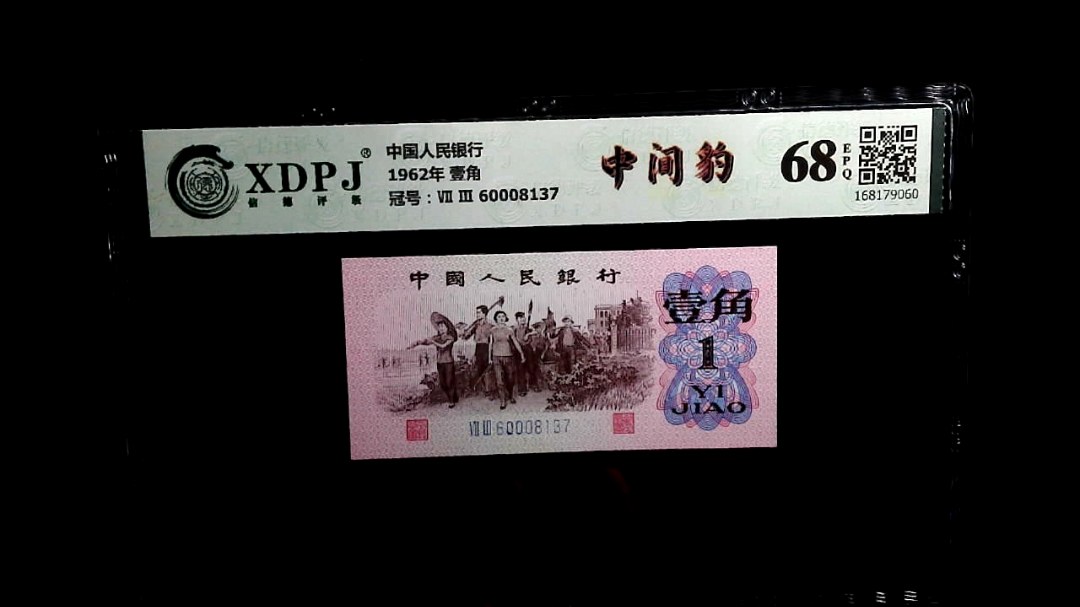 XDPJ®
信德评级
中国人民银行
1962年 壹角
冠号：Ⅶ Ⅲ 60008137
中间豹
68
EPQ
168179060
中國人民銀行
壹角
1
YI
JIAO
Ⅶ Ⅲ 60008137